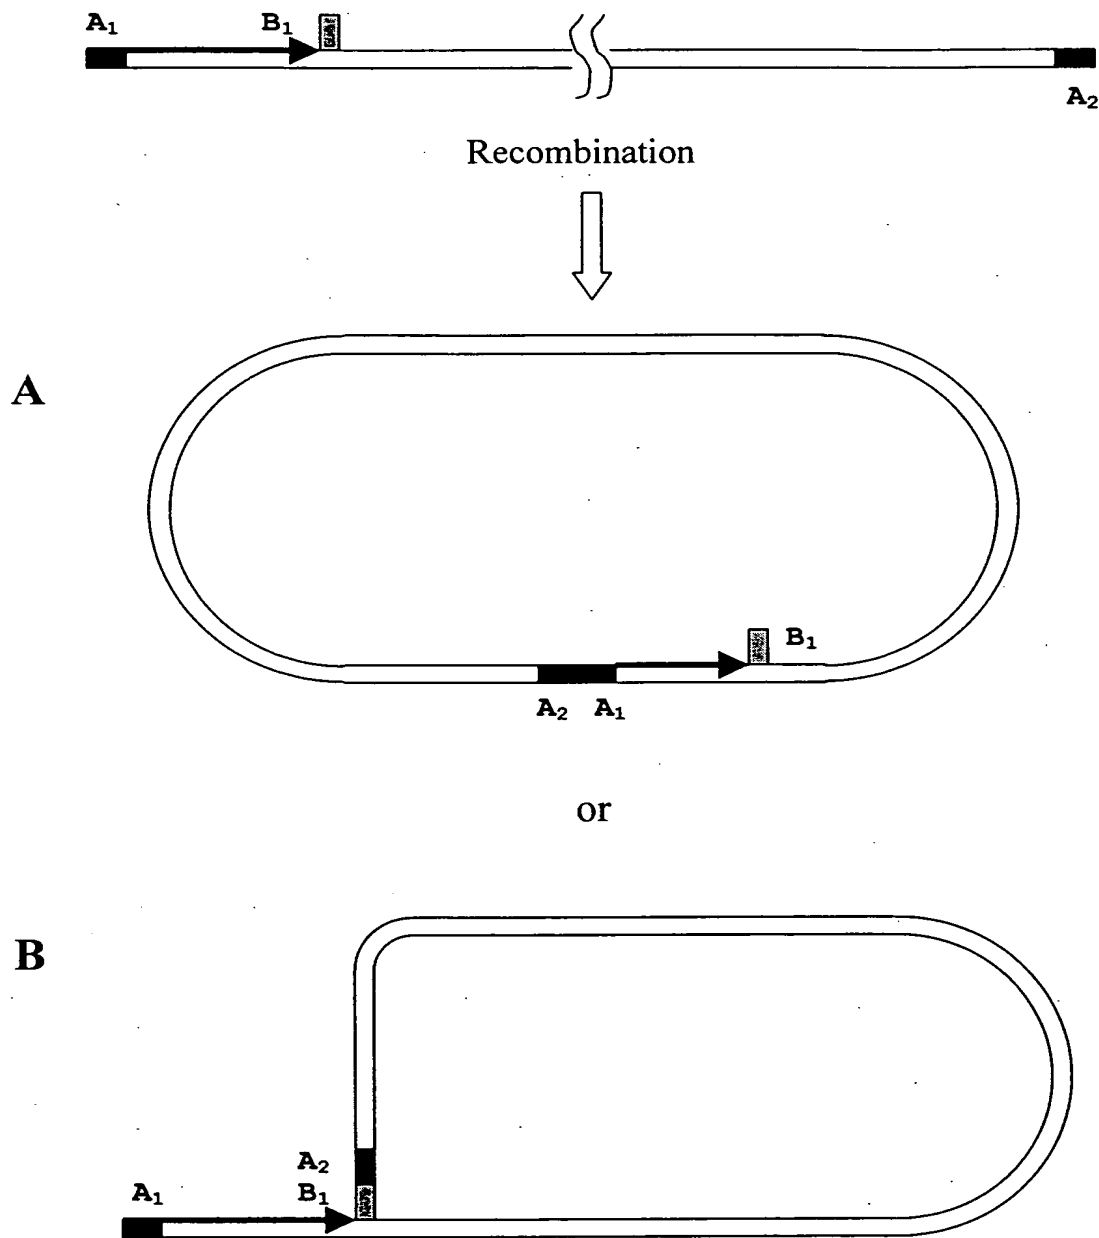 A₁ B₁
A₂
Recombination
A
B₁
A₂ A₁
or
B
A₂
A₁ B₁